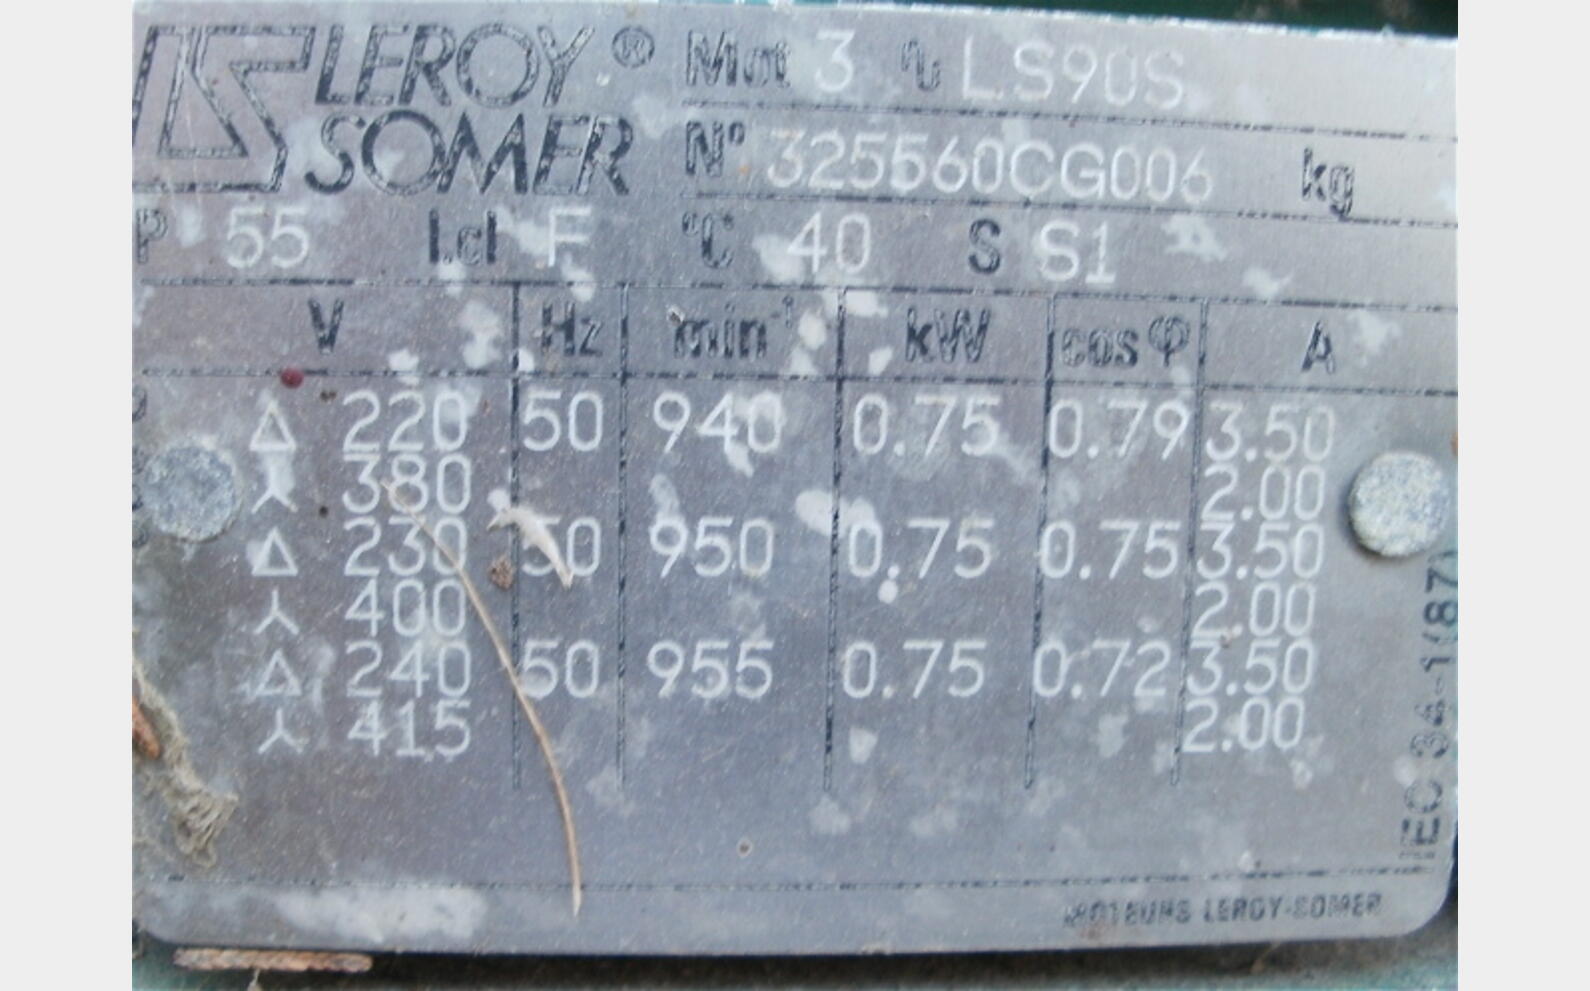 LS LEROY® SOMER
Mot 3 ∿ LS90S
N° 325560CG006 kg
IP 55 I.cl F °C 40 S S1
V Hz min⁻¹ kW cos φ A
△ 220 50 940 0.75 0.79 3.50
⅄ 380 2.00
△ 230 50 950 0.75 0.75 3.50
⅄ 400 2.00
△ 240 50 955 0.75 0.72 3.50
⅄ 415 2.00
IEC 34-1(87)
MOTEURS LEROY-SOMER